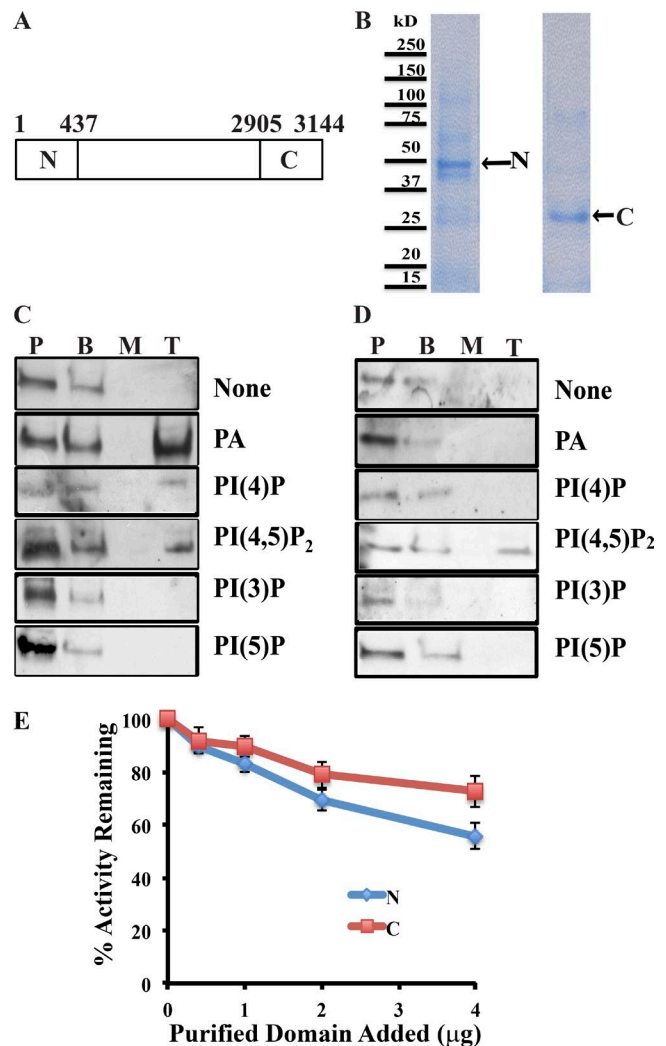 A
1 437 2905 3144
N C
B kD
250
150
100
75
50
37
25
20
15
N
C
C
P B M T
None
PA
PI(4)P
PI(4,5)P2
PI(3)P
PI(5)P
D
P B M T
None
PA
PI(4)P
PI(4,5)P2
PI(3)P
PI(5)P
E
% Activity Remaining
100
80
60
40
20
0
N
C
0 1 2 3 4
Purified Domain Added (µg)